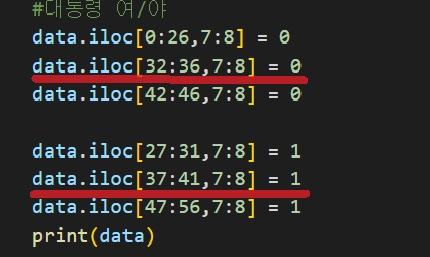 #대통령 여/야
data.iloc[0:26,7:8] = 0
data.iloc[32:36,7:8] = 0
data.iloc[42:46,7:8] = 0
data.iloc[27:31,7:8] = 1
data.iloc[37:41,7:8] = 1
data.iloc[47:56,7:8] = 1
print(data)